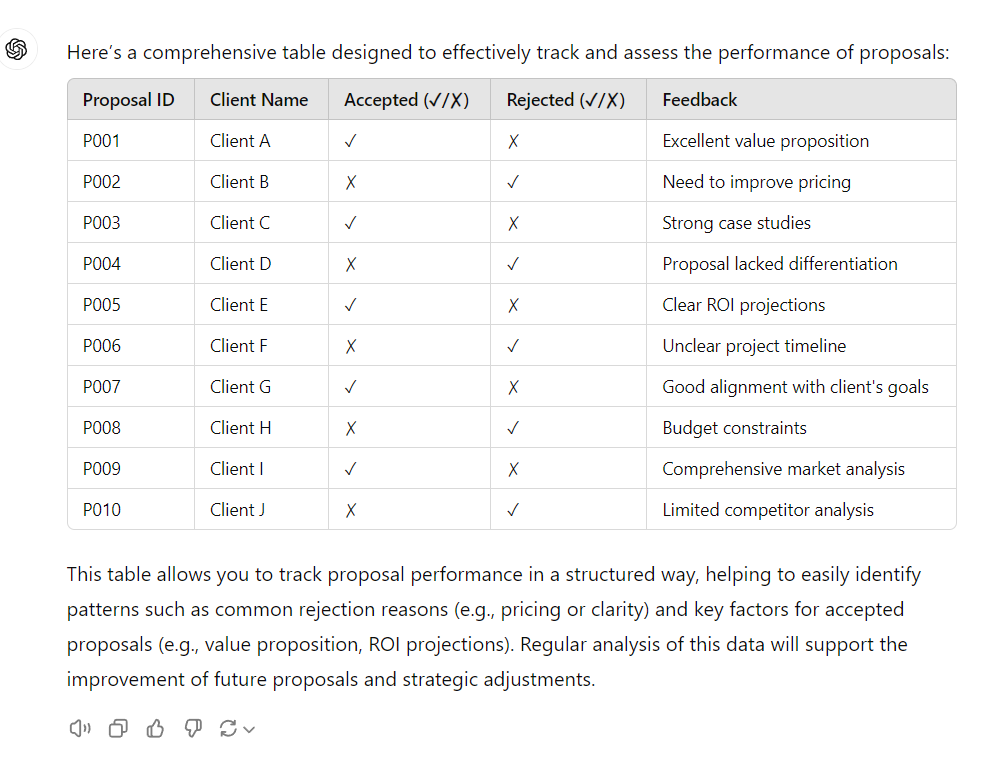 Here's a comprehensive table designed to effectively track and assess the performance of proposals:
Proposal ID Client Name Accepted (✓/✗) Rejected (✓/✗) Feedback
P001 Client A ✓ ✗ Excellent value proposition
P002 Client B ✗ ✓ Need to improve pricing
P003 Client C ✓ ✗ Strong case studies
P004 Client D ✗ ✓ Proposal lacked differentiation
P005 Client E ✓ ✗ Clear ROI projections
P006 Client F ✗ ✓ Unclear project timeline
P007 Client G ✓ ✗ Good alignment with client's goals
P008 Client H ✗ ✓ Budget constraints
P009 Client I ✓ ✗ Comprehensive market analysis
P010 Client J ✗ ✓ Limited competitor analysis
This table allows you to track proposal performance in a structured way, helping to easily identify
patterns such as common rejection reasons (e.g., pricing or clarity) and key factors for accepted
proposals (e.g., value proposition, ROI projections). Regular analysis of this data will support the
improvement of future proposals and strategic adjustments.